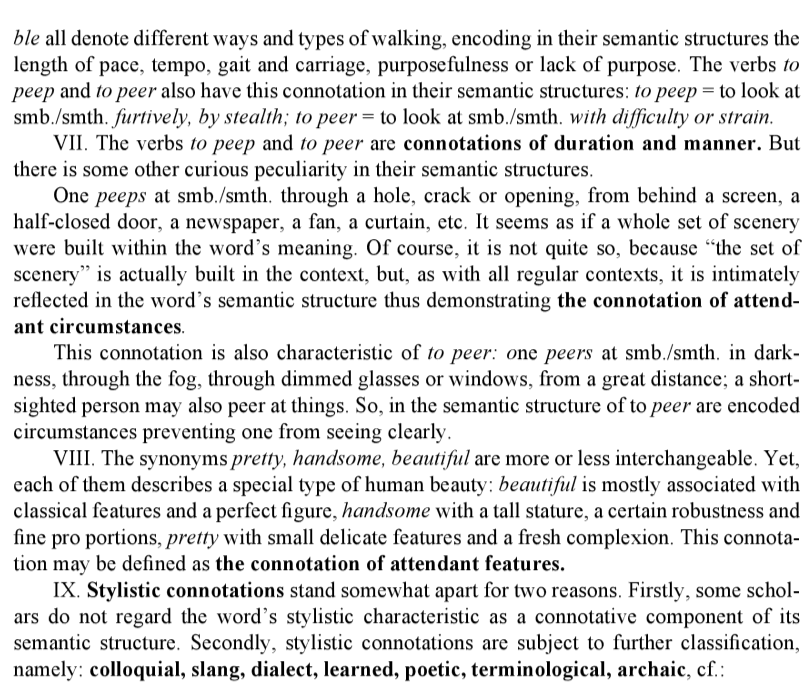 ble all denote different ways and types of walking, encoding in their semantic structures the
length of pace, tempo, gait and carriage, purposefulness or lack of purpose. The verbs to
peep and to peer also have this connotation in their semantic structures: to peep = to look at
smb./smth. furtively, by stealth; to peer = to look at smb./smth. with difficulty or strain.
VII. The verbs to peep and to peer are connotations of duration and manner. But
there is some other curious peculiarity in their semantic structures.
One peeps at smb./smth. through a hole, crack or opening, from behind a screen, a
half-closed door, a newspaper, a fan, a curtain, etc. It seems as if a whole set of scenery
were built within the word's meaning. Of course, it is not quite so, because “the set of
scenery” is actually built in the context, but, as with all regular contexts, it is intimately
reflected in the word's semantic structure thus demonstrating the connotation of attend-
ant circumstances.
This connotation is also characteristic of to peer: one peers at smb./smth. in dark-
ness, through the fog, through dimmed glasses or windows, from a great distance; a short-
sighted person may also peer at things. So, in the semantic structure of to peer are encoded
circumstances preventing one from seeing clearly.
VIII. The synonyms pretty, handsome, beautiful are more or less interchangeable. Yet,
each of them describes a special type of human beauty: beautiful is mostly associated with
classical features and a perfect figure, handsome with a tall stature, a certain robustness and
fine pro portions, pretty with small delicate features and a fresh complexion. This connota-
tion may be defined as the connotation of attendant features.
IX. Stylistic connotations stand somewhat apart for two reasons. Firstly, some schol-
ars do not regard the word's stylistic characteristic as a connotative component of its
semantic structure. Secondly, stylistic connotations are subject to further classification,
namely: colloquial, slang, dialect, learned, poetic, terminological, archaic, cf.: